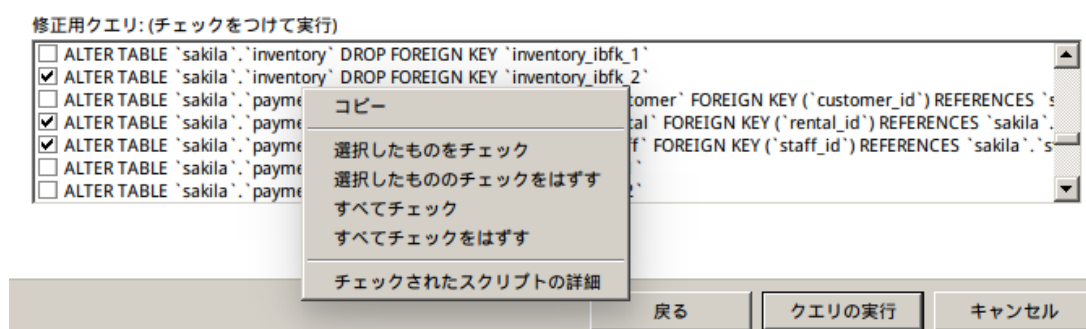 修正用クエリ: (チェックをつけて実行)
ALTER TABLE `sakila`.`inventory` DROP FOREIGN KEY `inventory_ibfk_1`
ALTER TABLE `sakila`.`inventory` DROP FOREIGN KEY `inventory_ibfk_2`
ALTER TABLE `sakila`.`payme tomer` FOREIGN KEY (`customer_id`) REFERENCES `s
ALTER TABLE `sakila`.`payme tal` FOREIGN KEY (`rental_id`) REFERENCES `sakila`.
ALTER TABLE `sakila`.`payme ff` FOREIGN KEY (`staff_id`) REFERENCES `sakila`.`s
ALTER TABLE `sakila`.`payme
ALTER TABLE `sakila`.`payme
コピー
選択したものをチェック
選択したもののチェックをはずす
すべてチェック
すべてチェックをはずす
チェックされたスクリプトの詳細
戻る クエリの実行 キャンセル